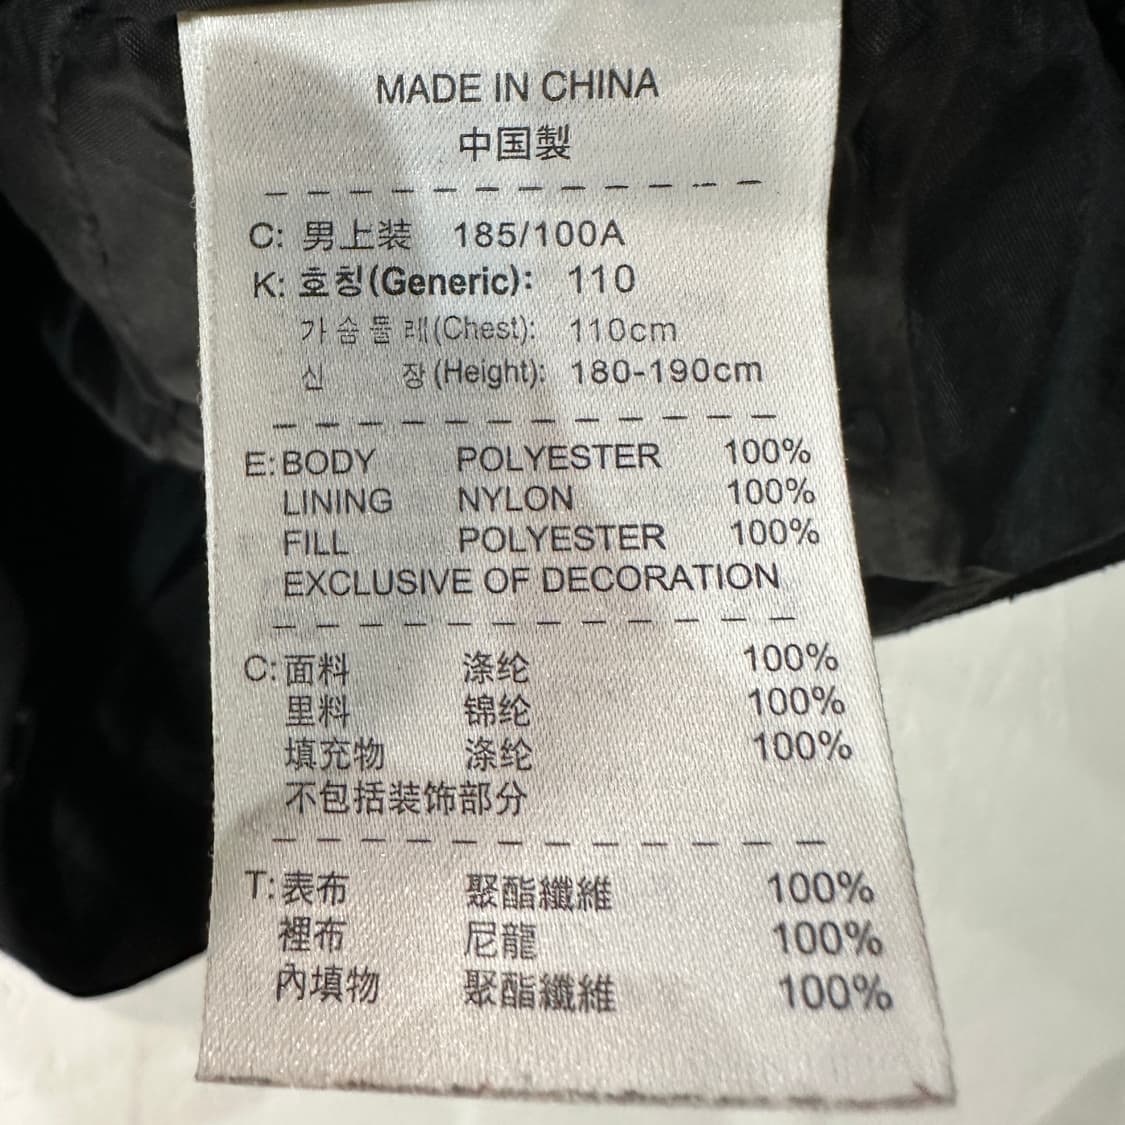 MADE IN CHINA
中国製
C: 男上装 185/100A
K: 호칭(Generic): 110
가슴둘레(Chest): 110cm
신 장(Height): 180-190cm
E: BODY POLYESTER 100%
LINING NYLON 100%
FILL POLYESTER 100%
EXCLUSIVE OF DECORATION
C: 面料 涤纶 100%
里料 锦纶 100%
填充物 涤纶 100%
不包括装饰部分
T: 表布 聚酯纖維 100%
裡布 尼龍 100%
內填物 聚酯纖維 100%